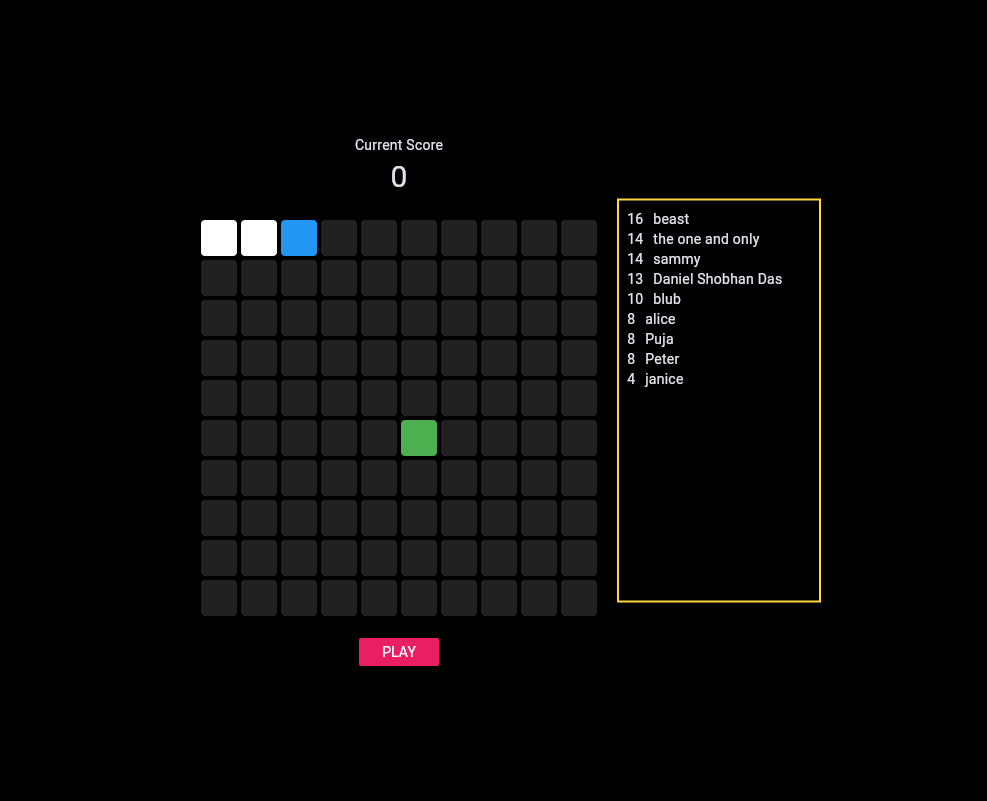 Current Score
0
16 beast
14 the one and only
14 sammy
13 Daniel Shobhan Das
10 blub
8 alice
8 Puja
8 Peter
4 janice
PLAY